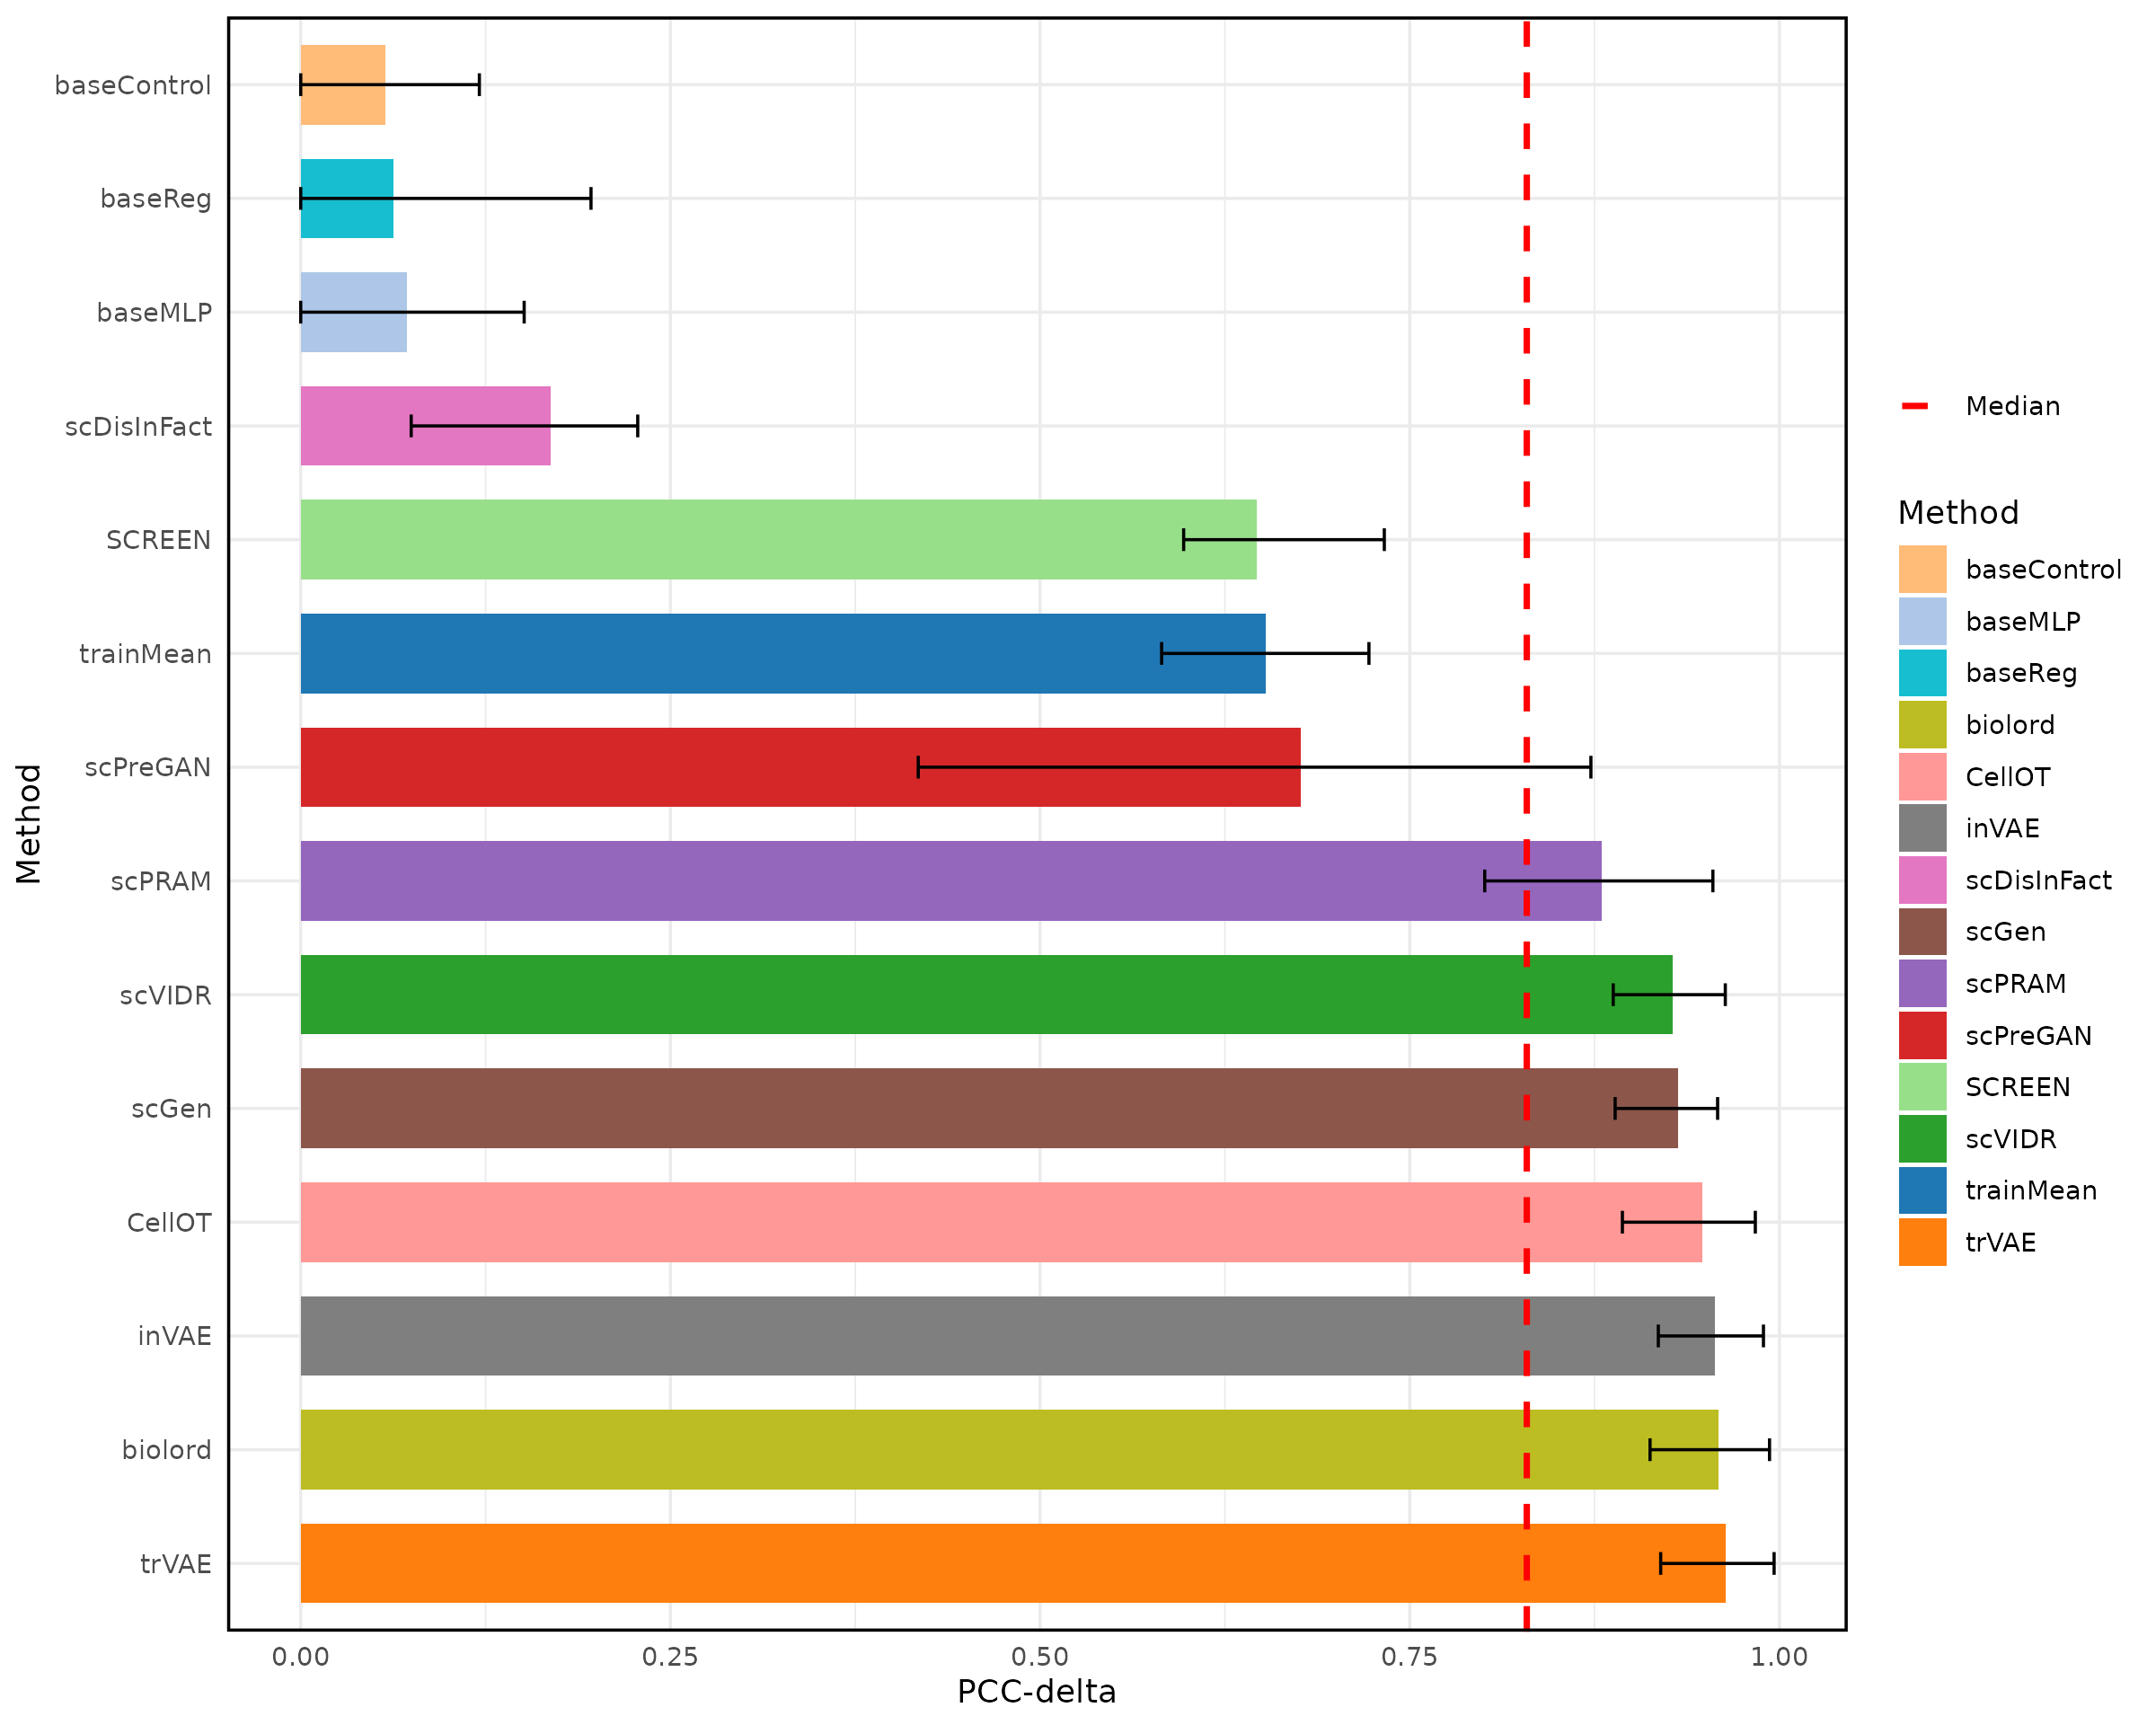 baseControl
baseReg
baseMLP
scDisInFact
SCREEN
trainMean
scPreGAN
scPRAM
scVIDR
scGen
CellOT
inVAE
biolord
trVAE
Method
0.00 0.25 0.50 0.75 1.00
PCC-delta
Median
Method
baseControl
baseMLP
baseReg
biolord
CellOT
inVAE
scDisInFact
scGen
scPRAM
scPreGAN
SCREEN
scVIDR
trainMean
trVAE